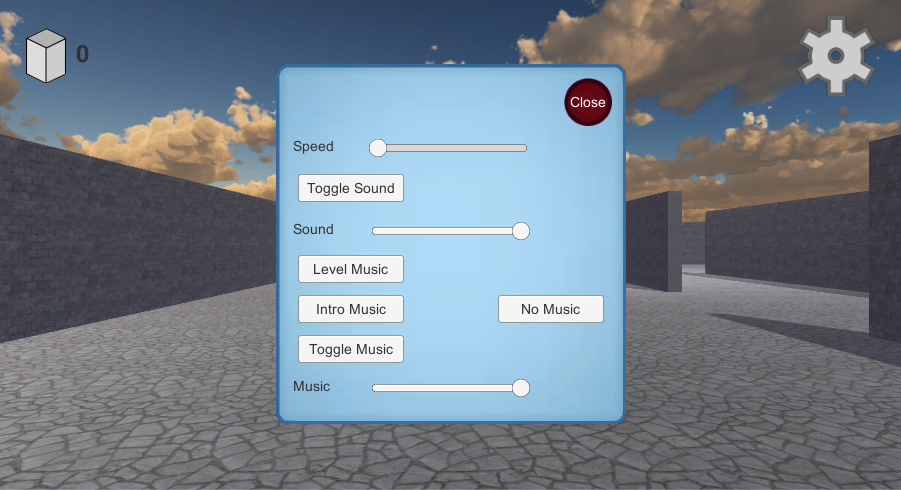 0
Close
Speed
Toggle Sound
Sound
Level Music
Intro Music
No Music
Toggle Music
Music